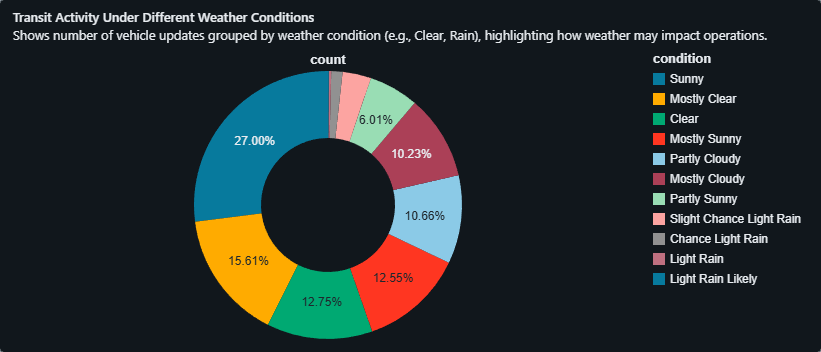 Transit Activity Under Different Weather Conditions
Shows number of vehicle updates grouped by weather condition (e.g., Clear, Rain), highlighting how weather may impact operations.
count
6.01%
27.00%
10.23%
10.66%
15.61%
12.55%
12.75%
condition
Sunny
Mostly Clear
Clear
Mostly Sunny
Partly Cloudy
Mostly Cloudy
Partly Sunny
Slight Chance Light Rain
Chance Light Rain
Light Rain
Light Rain Likely